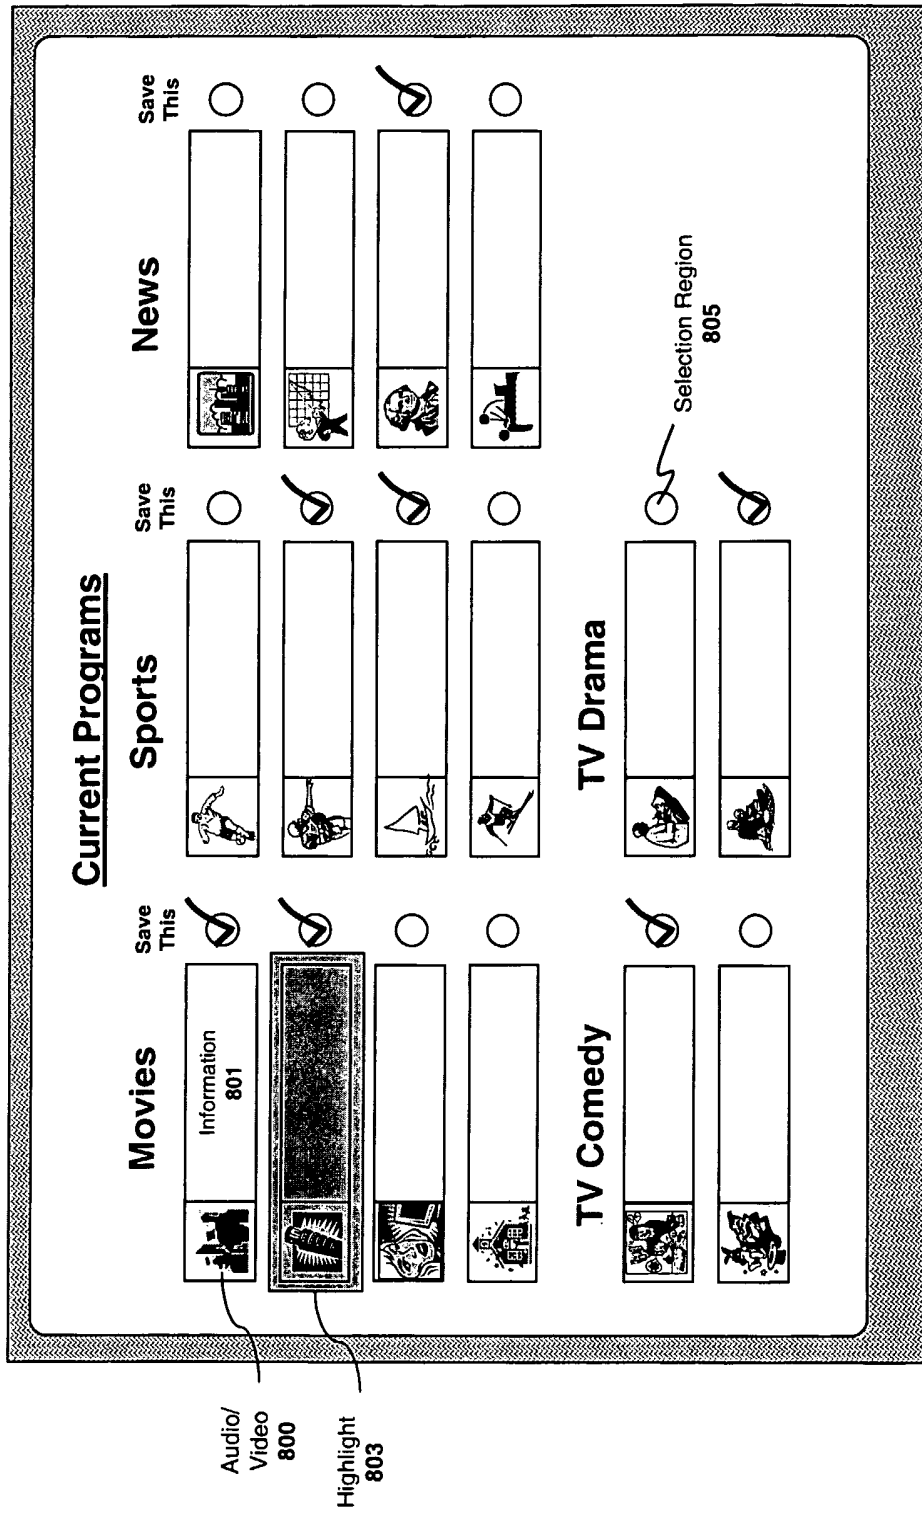 Current Programs
Movies
Save
This
Sports
Save
This
News
Save
This
Information
801
Audio/
Video
800
Highlight
803
TV Comedy
TV Drama
Selection Region
805